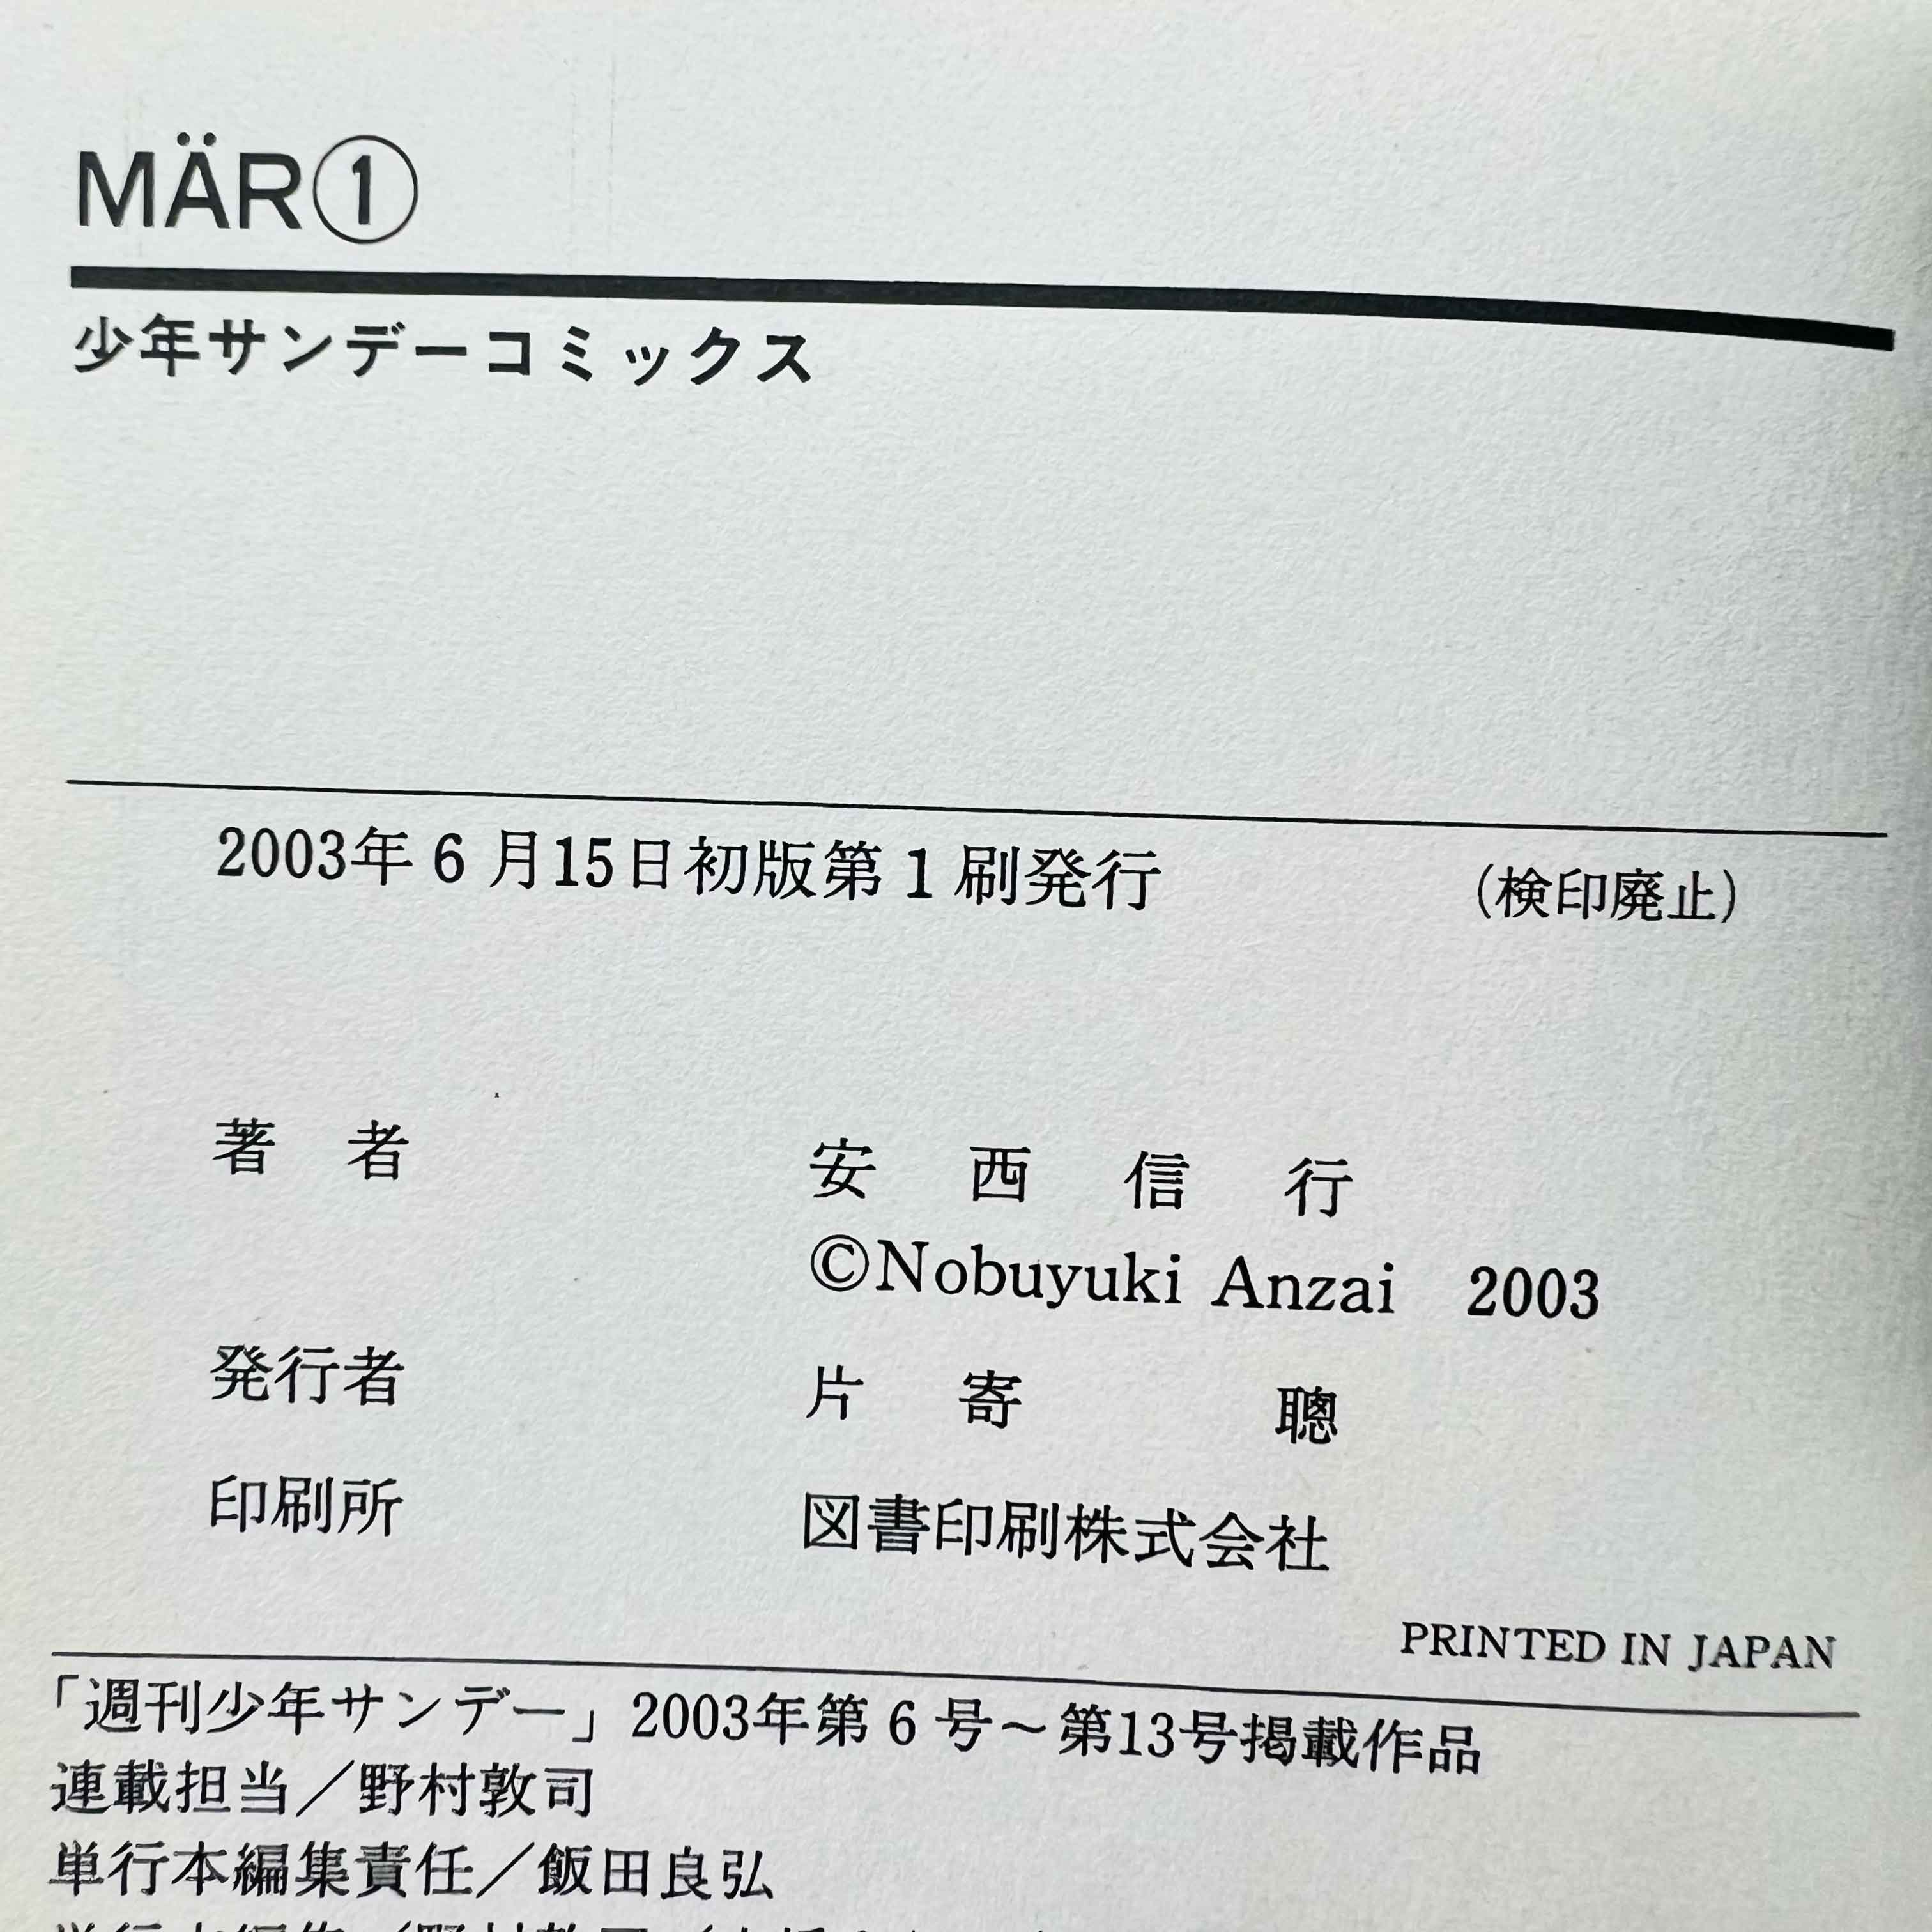 MÄR①
少年サンデーコミックス
2003年6月15日初版第1刷発行 (検印廃止)
著者 安西信行
©Nobuyuki Anzai 2003
発行者 片寄聰
印刷所 図書印刷株式会社
PRINTED IN JAPAN
「週刊少年サンデー」2003年第6号～第13号掲載作品
連載担当／野村敦司
単行本編集責任／飯田良弘